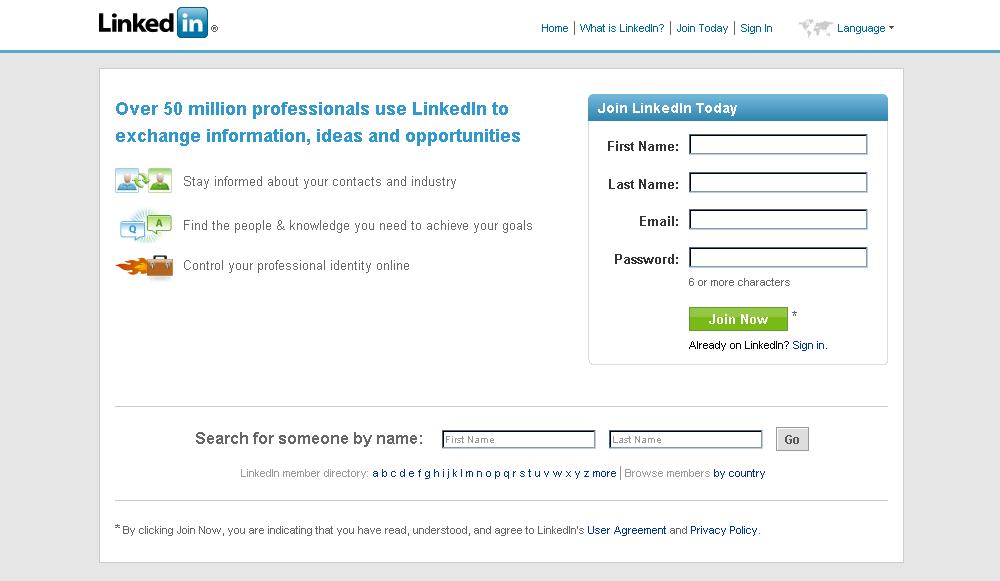 Linked in ®
Home | What is LinkedIn? | Join Today | Sign In Language
Over 50 million professionals use LinkedIn to
exchange information, ideas and opportunities
Stay informed about your contacts and industry
Q A
Find the people & knowledge you need to achieve your goals
Control your professional identity online
Join LinkedIn Today
First Name:
Last Name:
Email:
Password:
6 or more characters
Join Now *
Already on LinkedIn? Sign in.
Search for someone by name: First Name Last Name Go
LinkedIn member directory: a b c d e f g h i j k l m n o p q r s t u v w x y z more | Browse members by country
* By clicking Join Now, you are indicating that you have read, understood, and agree to LinkedIn's User Agreement and Privacy Policy.